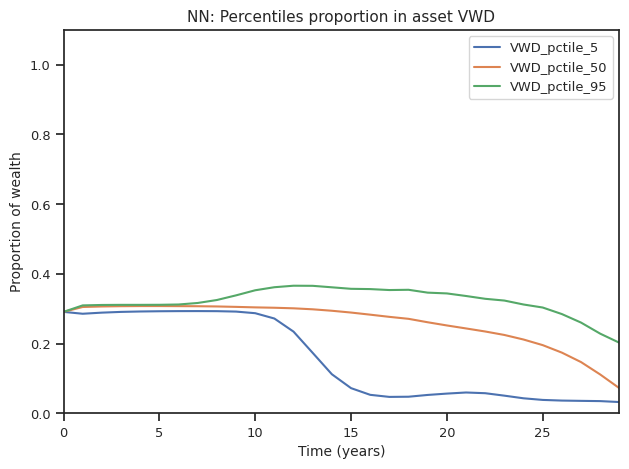 NN: Percentiles proportion in asset VWD
VWD_pctile_5
VWD_pctile_50
VWD_pctile_95
Proportion of wealth
1.0
0.8
0.6
0.4
0.2
0.0
0 5 10 15 20 25
Time (years)